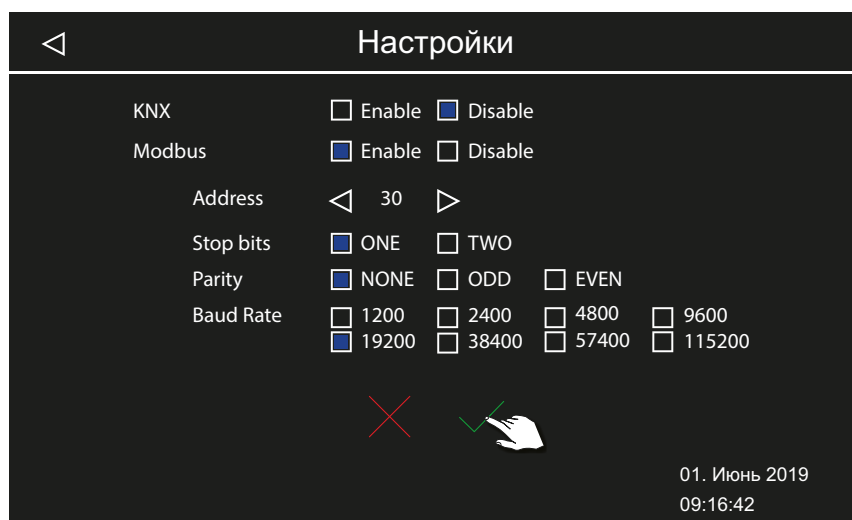 Настройки
KNX Enable Disable
Modbus Enable Disable
Address 30
Stop bits ONE TWO
Parity NONE ODD EVEN
Baud Rate 1200 2400 4800 9600
19200 38400 57400 115200
01. Июнь 2019
09:16:42